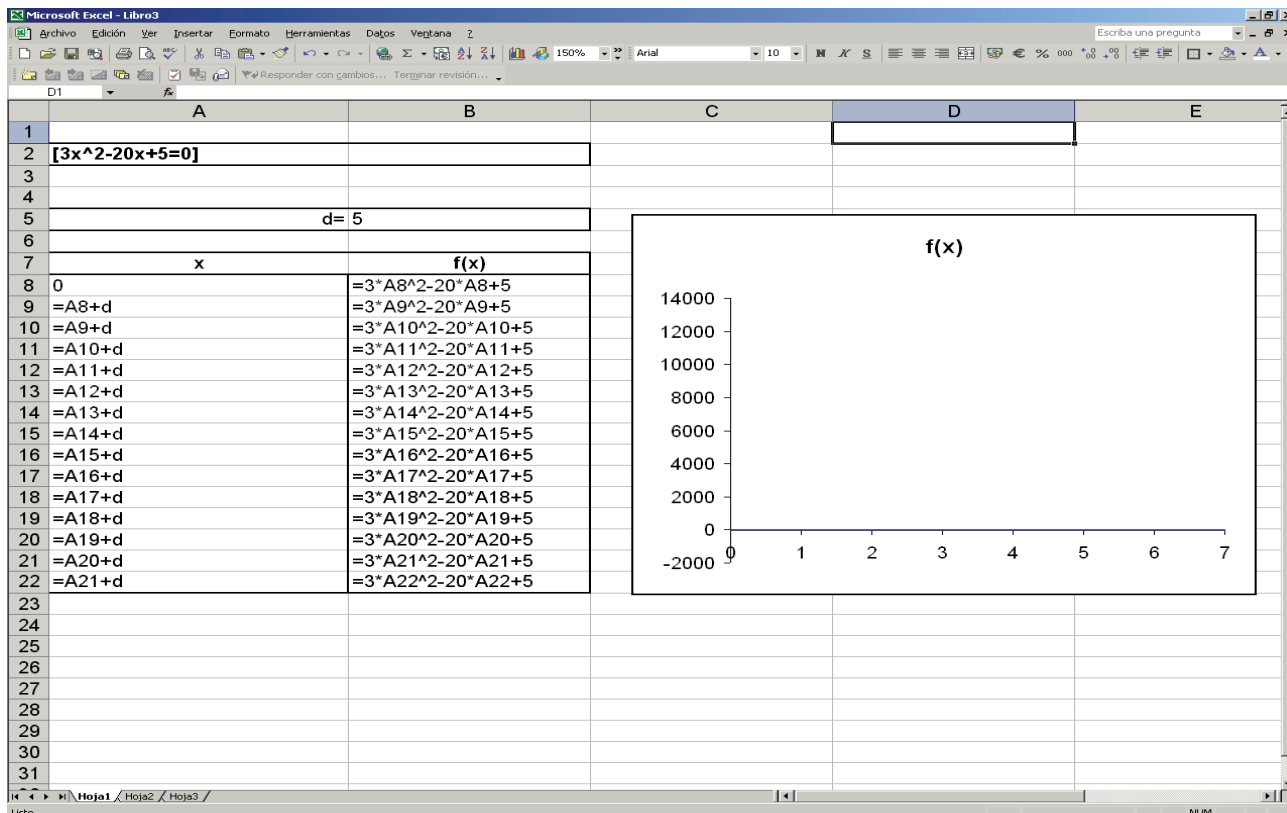 Microsoft Excel - Libro3
Archivo Edición Ver Insertar Formato Herramientas Datos Ventana ?
Escriba una pregunta
150% Arial 10 N K S € % 000
Responder con cambios... Terminar revisión...
D1 fx
A B C D E
1
2 [3x^2-20x+5=0]
3
4
5 d= 5
6
7 x f(x)
8 0 =3*A8^2-20*A8+5
9 =A8+d =3*A9^2-20*A9+5
10 =A9+d =3*A10^2-20*A10+5
11 =A10+d =3*A11^2-20*A11+5
12 =A11+d =3*A12^2-20*A12+5
13 =A12+d =3*A13^2-20*A13+5
14 =A13+d =3*A14^2-20*A14+5
15 =A14+d =3*A15^2-20*A15+5
16 =A15+d =3*A16^2-20*A16+5
17 =A16+d =3*A17^2-20*A17+5
18 =A17+d =3*A18^2-20*A18+5
19 =A18+d =3*A19^2-20*A19+5
20 =A19+d =3*A20^2-20*A20+5
21 =A20+d =3*A21^2-20*A21+5
22 =A21+d =3*A22^2-20*A22+5
23
24
25
26
27
28
29
30
31
f(x)
14000
12000
10000
8000
6000
4000
2000
0
-2000
0 1 2 3 4 5 6 7
Hoja1 Hoja2 Hoja3
Listo NUM